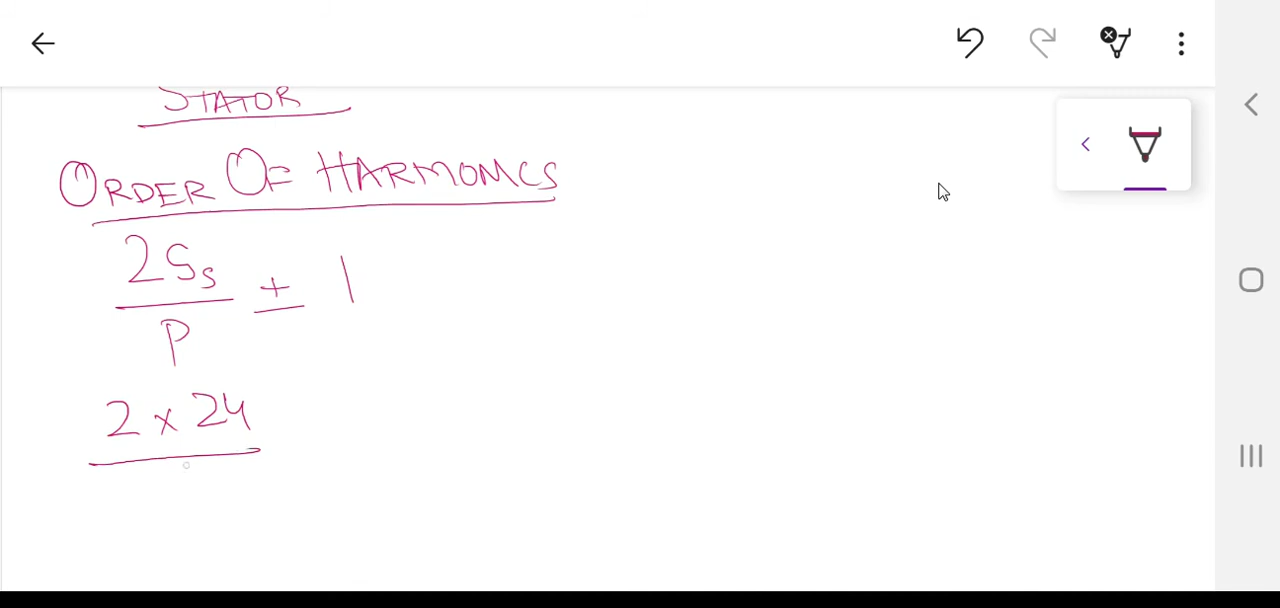 STATOR
ORDER OF HARMONICS
2Ss
± 1
P
2 x 24